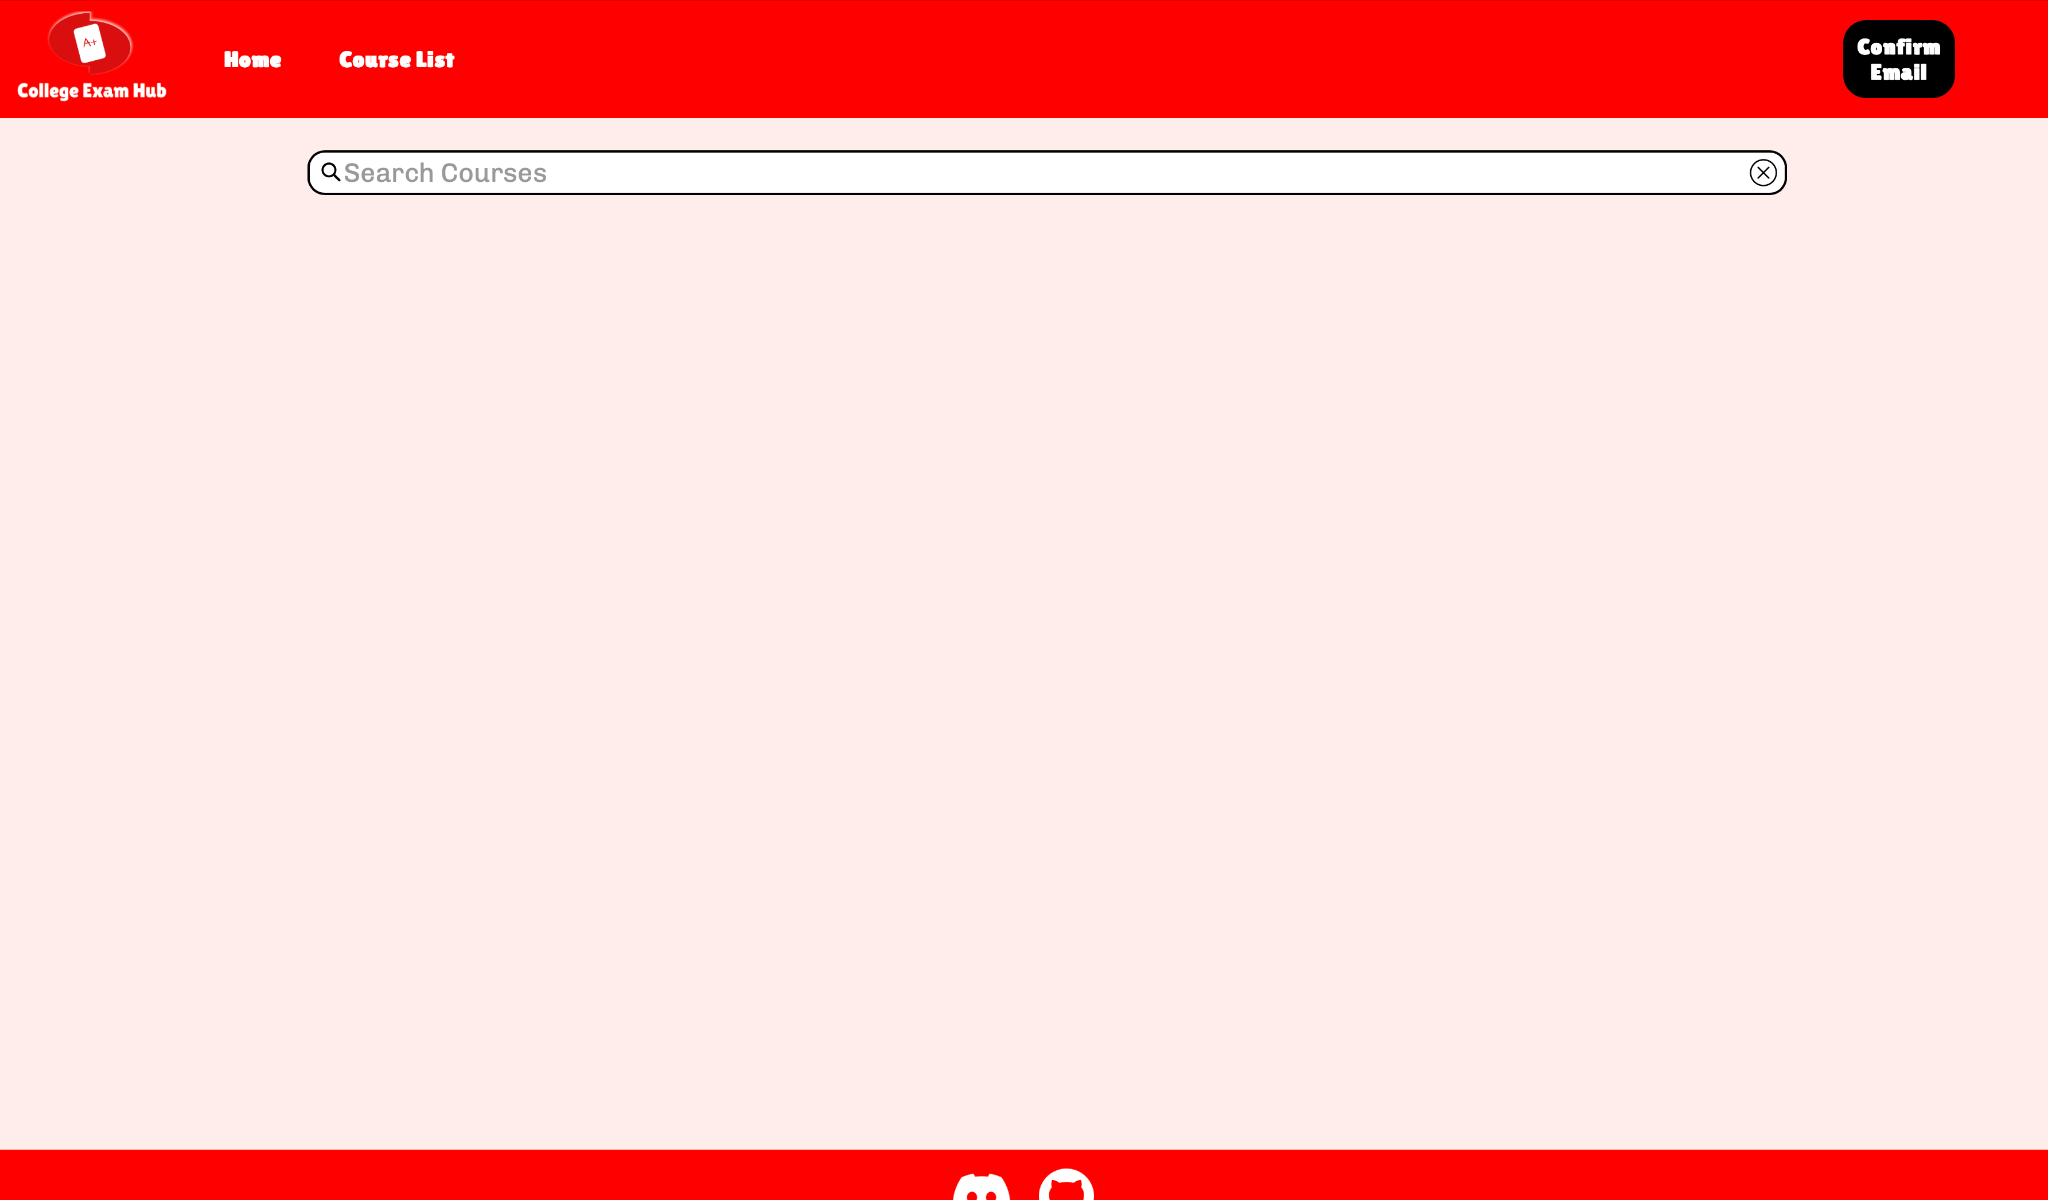 A+
College Exam Hub
Home
Course List
Confirm
Email
Search Courses